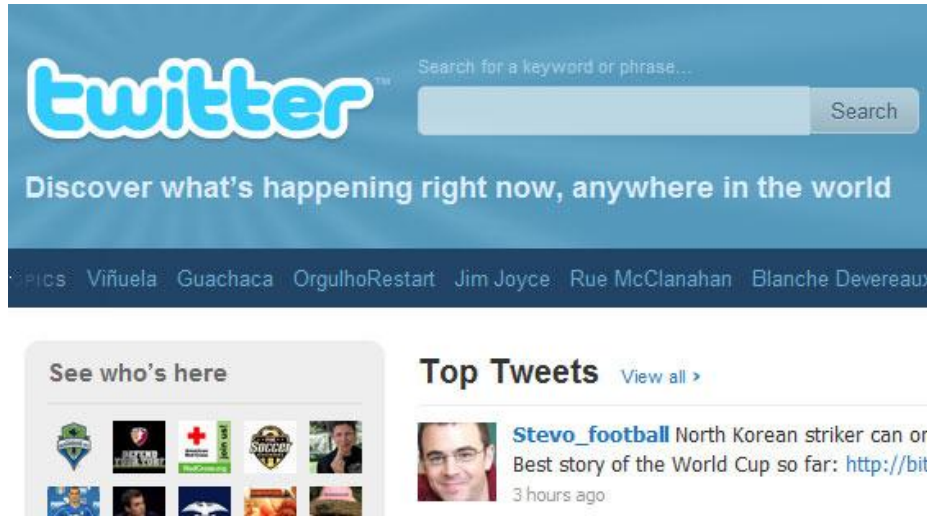 twitter™
Search for a keyword or phrase...
Search
Discover what's happening right now, anywhere in the world
Viñuela Guachaca OrgulhoRestart Jim Joyce Rue McClanahan Blanche Devereaux
See who's here
Top Tweets View all ›
Stevo_football North Korean striker can
Best story of the World Cup so far: http://bit
3 hours ago